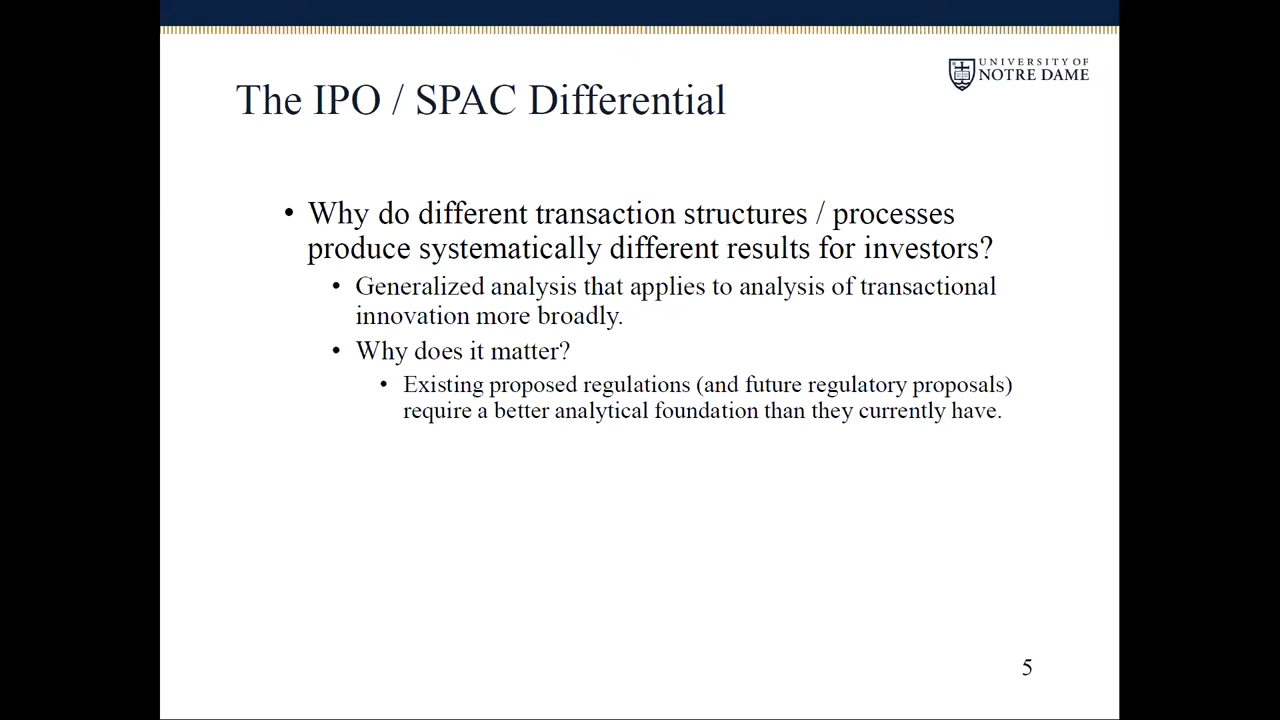 UNIVERSITY OF
NOTRE DAME
The IPO / SPAC Differential
• Why do different transaction structures / processes
produce systematically different results for investors?
• Generalized analysis that applies to analysis of transactional
innovation more broadly.
• Why does it matter?
• Existing proposed regulations (and future regulatory proposals)
require a better analytical foundation than they currently have.
5